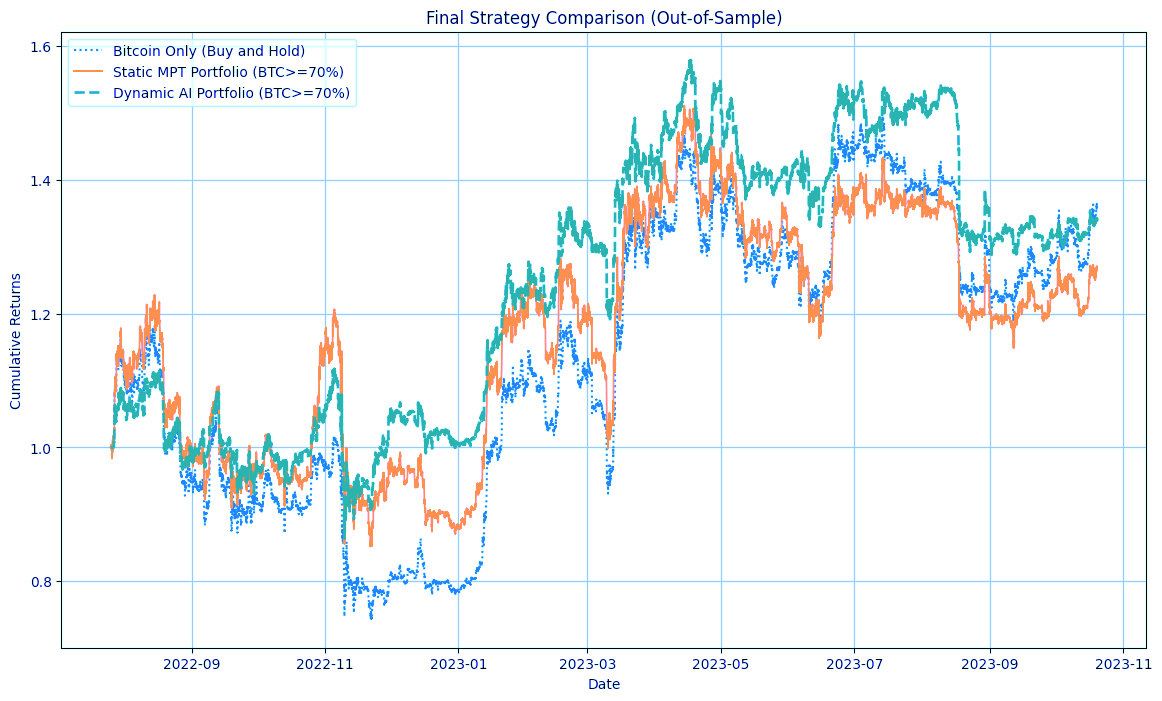 Final Strategy Comparison (Out-of-Sample)
Bitcoin Only (Buy and Hold)
Static MPT Portfolio (BTC>=70%)
Dynamic AI Portfolio (BTC>=70%)
Cumulative Returns
1.6
1.4
1.2
1.0
0.8
2022-09
2022-11
2023-01
2023-03
2023-05
2023-07
2023-09
2023-11
Date